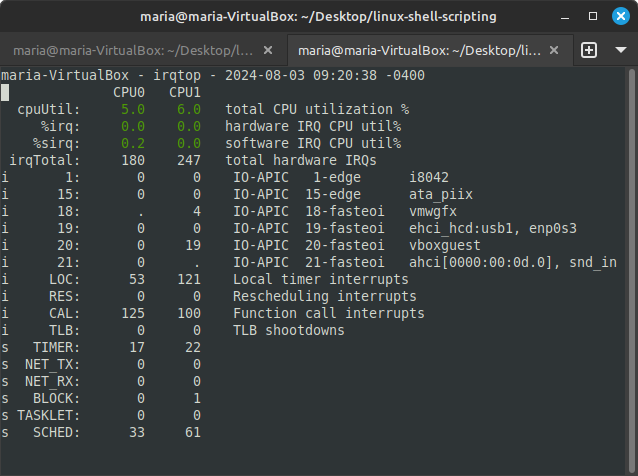 maria@maria-VirtualBox: ~/Desktop/linux-shell-scripting
maria@maria-VirtualBox: ~/Desktop/l... maria@maria-VirtualBox: ~/Desktop/li...
maria-VirtualBox - irqtop - 2024-08-03 09:20:38 -0400
CPU0 CPU1
cpuUtil: 5.0 6.0 total CPU utilization %
%irq: 0.0 0.0 hardware IRQ CPU util%
%sirq: 0.2 0.0 software IRQ CPU util%
irqTotal: 180 247 total hardware IRQs
i 1: 0 0 IO-APIC 1-edge i8042
i 15: 0 0 IO-APIC 15-edge ata_piix
i 18: . 4 IO-APIC 18-fasteoi vmwgfx
i 19: 0 0 IO-APIC 19-fasteoi ehci_hcd:usb1, enp0s3
i 20: 0 19 IO-APIC 20-fasteoi vboxguest
i 21: 0 . IO-APIC 21-fasteoi ahci[0000:00:0d.0], snd_in
i LOC: 53 121 Local timer interrupts
i RES: 0 0 Rescheduling interrupts
i CAL: 125 100 Function call interrupts
i TLB: 0 0 TLB shootdowns
s TIMER: 17 22
s NET_TX: 0 0
s NET_RX: 0 0
s BLOCK: 0 1
s TASKLET: 0 0
s SCHED: 33 61